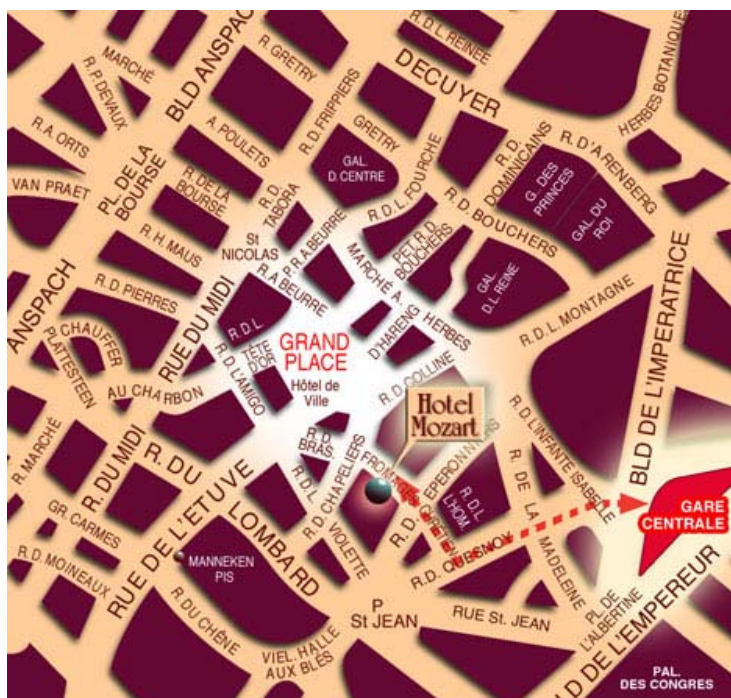 MARCHÉ
R.P. DEVAUX
R.A. ORTS
VAN PRAET
BLD ANSPACH
R. GRETRY
A. POULETS
R. DE LA
BOURSE
PL. DE LA
BOURSE
R.H. MAUS
R.D. PIERRES
ANSPACH
R.D. FRIPPIERS
R.D.L. REINEE
DECUYER
GRETRY
GAL.
D. CENTRE
R.D.L. FOURCHE
R. D.
DOMINICAINS
R. D'ARENBERG
HERBES BOTANIQUE
G. DES
PRINCES
GAL. DU
ROI
R. D. BOUCHERS
PET. R.D.
BOUCHERS
GAL.
D.L. REINE
R. D.
TABORA
St
NICOLAS
P.R.A. BEURRE
R.A. BEURRE
MARCHÉ A. HERBES
D'HARENG
R.D.L. MONTAGNE
BLD DE L'IMPERATRICE
CHAUFFER
PLATTESTEEN
RUE DU MIDI
AU CHARBON
R.D.L.
TÊTE
D'OR
R.D. L'AMIGO
GRAND
PLACE
Hôtel de
Ville
R.D. COLLINE
Hotel
Mozart
R. D.
BRAS.
R.D.L.
VIOLETTE
R.D. CHAPELIERS
R. D. EPERONNIERS
R.D.L.
LHOM.
R.D. L'INFANTE ISABELLE
R. DE LA
MADELEINE
GARE
CENTRALE
R. MARCHÉ
R. DU MIDI
R. DU
LOMBARD
GR. CARMES
R. D. MOINEAUX
RUE DE L'ETUVE
MANNEKEN
PIS
R. DU CHÊNE
VIEL. HALLE
AUX BLÉS
P
St JEAN
RUE St. JEAN
PL. DE
L'ALBERTINE
BLD DE L'EMPEREUR
PAL.
DES CONGRES